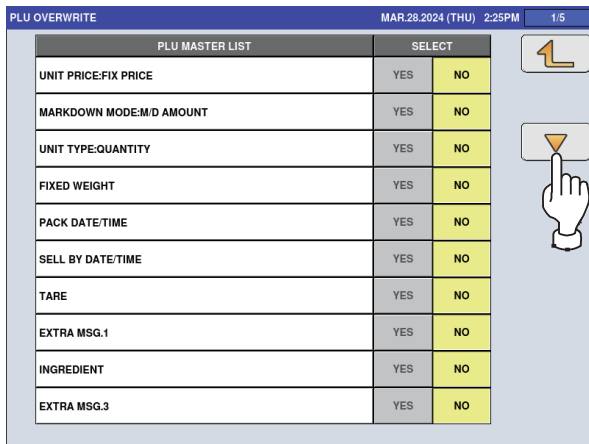 PLU OVERWRITE MAR.28.2024 (THU) 2:25PM 1/5
PLU MASTER LIST SELECT
UNIT PRICE:FIX PRICE YES NO
MARKDOWN MODE:M/D AMOUNT YES NO
UNIT TYPE:QUANTITY YES NO
FIXED WEIGHT YES NO
PACK DATE/TIME YES NO
SELL BY DATE/TIME YES NO
TARE YES NO
EXTRA MSG.1 YES NO
INGREDIENT YES NO
EXTRA MSG.3 YES NO